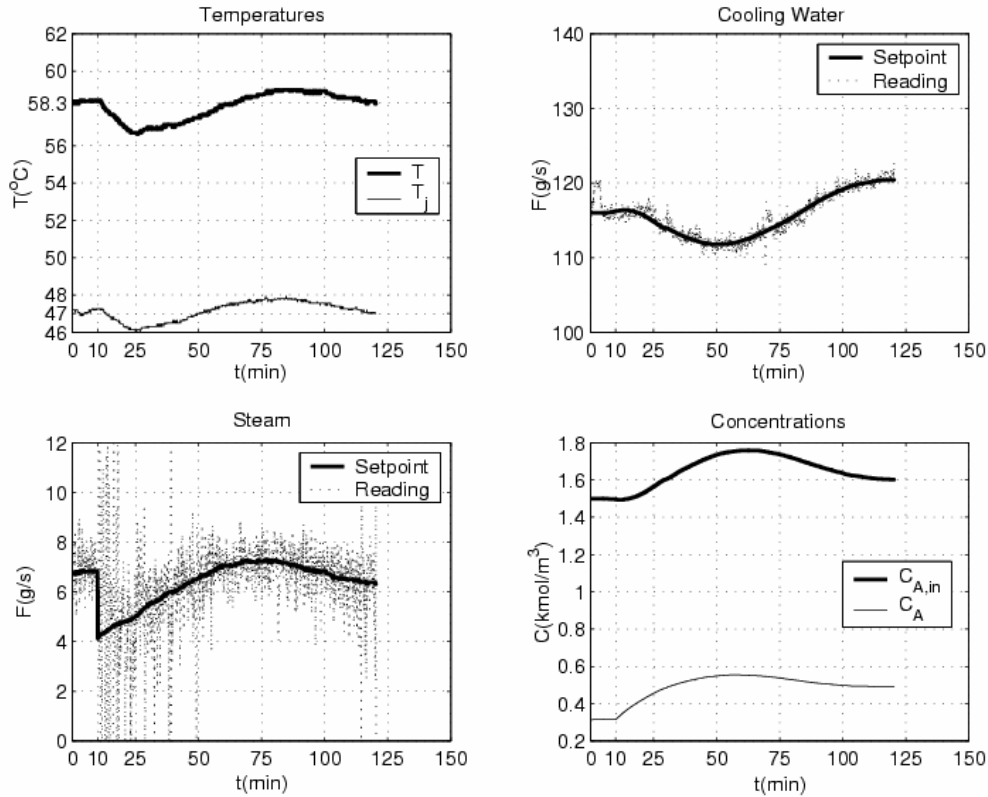 Temperatures
62
60
58.3
56
54
52
50
48
47
46
T(°C)
T
Tj
0 10 25 50 75 100 125 150
t(min)
Cooling Water
140
130
120
110
100
F(g/s)
Setpoint
Reading
0 10 25 50 75 100 125 150
t(min)
Steam
12
10
8
6
4
2
0
F(g/s)
Setpoint
Reading
0 10 25 50 75 100 125 150
t(min)
Concentrations
1.8
1.6
1.4
1.2
1
0.8
0.6
0.4
0.2
C(kmol/m³)
C_A,in
C_A
0 10 25 50 75 100 125 150
t(min)